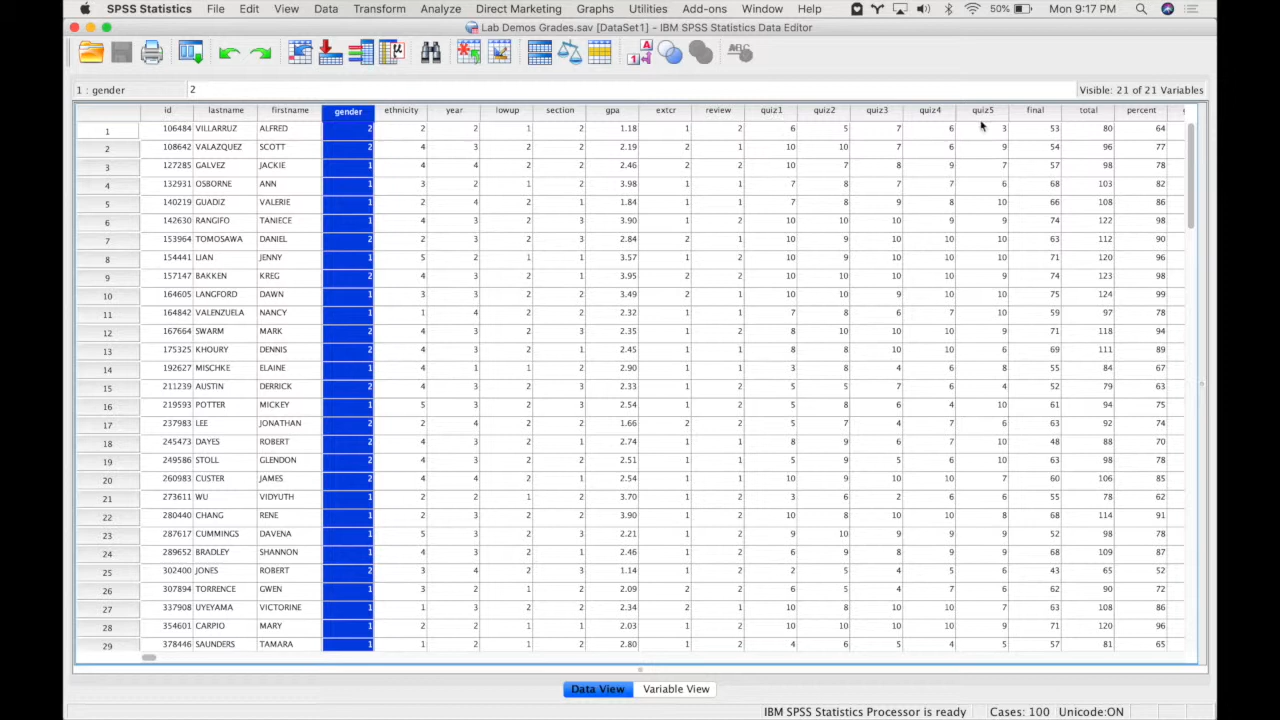 SPSS Statistics File Edit View Data Transform Analyze Direct Marketing Graphs Utilities Add-ons Window Help 50% Mon 9:17 PM
Lab Demos Grades.sav [DataSet1] - IBM SPSS Statistics Data Editor
1 : gender 2 Visible: 21 of 21 Variables
id lastname firstname gender ethnicity year lowup section gpa extcr review quiz1 quiz2 quiz3 quiz4 quiz5 final total percent
1 106484 VILLARRUZ ALFRED 2 2 2 1 2 1.18 1 2 6 5 7 6 3 53 80 64
2 108642 VALAZQUEZ SCOTT 2 4 3 2 2 2.19 2 1 10 10 7 6 9 54 96 77
3 127285 GALVEZ JACKIE 1 4 4 2 2 2.46 2 2 10 7 8 9 7 57 98 78
4 132931 OSBORNE ANN 1 3 2 1 2 3.98 1 1 7 8 7 7 6 68 103 82
5 140219 GUADIZ VALERIE 1 2 4 2 1 1.84 1 2 7 8 9 8 10 66 108 86
6 142630 RANGIFO TANIECE 1 4 3 2 3 3.90 1 2 10 10 10 9 9 74 122 98
7 153964 TOMOSAWA DANIEL 2 2 3 2 3 2.84 2 1 10 9 10 10 10 63 112 90
8 154441 LIAN JENNY 1 5 2 1 1 3.57 1 2 10 9 10 10 10 71 120 96
9 157147 BAKKEN KREG 2 4 3 2 1 3.95 2 2 10 10 10 10 9 74 123 98
10 164605 LANGFORD DAWN 1 3 3 2 2 3.49 2 1 10 10 9 10 10 75 124 99
11 164842 VALENZUELA NANCY 1 1 4 2 2 2.32 1 2 7 8 6 7 10 59 97 78
12 167664 SWARM MARK 2 4 3 2 3 2.35 2 1 8 10 10 10 9 71 118 94
13 175325 KHOURY DENNIS 2 4 3 2 1 2.45 1 1 8 8 10 10 6 69 111 89
14 192627 MISCHKE ELAINE 1 4 1 1 2 2.90 1 2 3 8 4 6 8 55 84 67
15 211239 AUSTIN DERRICK 2 4 3 2 3 2.33 1 2 5 5 7 6 4 52 79 63
16 219593 POTTER MICKEY 1 5 3 2 3 2.54 1 2 5 8 6 4 10 61 94 75
17 237983 LEE JONATHAN 2 2 4 2 2 1.66 2 2 5 7 4 7 6 63 92 74
18 245473 DAYES ROBERT 2 4 3 2 1 2.74 1 2 8 9 6 7 10 48 88 70
19 249586 STOLL GLENDON 2 4 3 2 3 2.51 1 1 5 9 5 6 10 63 98 78
20 260983 CUSTER JAMES 2 4 4 2 1 2.54 1 2 10 9 10 10 7 60 106 85
21 273611 WU VIDYUTH 1 2 2 1 2 3.70 1 2 3 6 2 6 6 55 78 62
22 280440 CHANG RENE 1 2 3 2 2 3.90 1 2 10 8 10 10 8 68 114 91
23 287617 CUMMINGS DAVENA 1 5 3 2 3 2.21 1 2 9 10 9 9 9 52 98 78
24 289652 BRADLEY SHANNON 1 4 3 2 1 2.46 1 2 6 9 8 9 9 68 109 87
25 302400 JONES ROBERT 2 3 4 2 3 1.14 1 2 2 5 4 5 6 43 65 52
26 307894 TORRENCE GWEN 1 3 2 1 2 2.09 2 2 6 5 4 7 6 62 90 72
27 337908 UYEYAMA VICTORINE 1 1 3 2 2 2.34 2 1 10 8 10 10 7 63 108 86
28 354601 CARPIO MARY 1 2 2 1 1 2.03 1 2 10 10 10 10 9 71 120 96
29 378446 SAUNDERS TAMARA 1 1 2 1 2 2.80 1 2 4 6 5 4 5 57 81 65
Data View Variable View
IBM SPSS Statistics Processor is ready Cases: 100 Unicode:ON